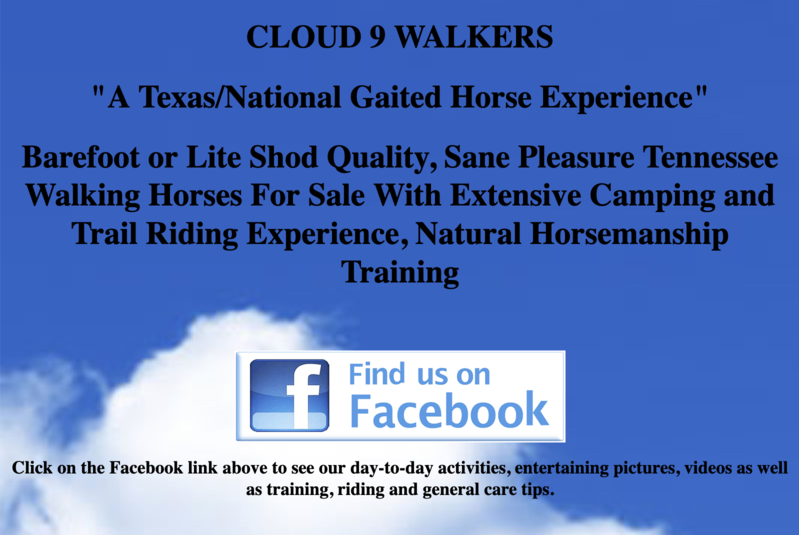 CLOUD 9 WALKERS
"A Texas/National Gaited Horse Experience"
Barefoot or Lite Shod Quality, Sane Pleasure Tennessee
Walking Horses For Sale With Extensive Camping and
Trail Riding Experience, Natural Horsemanship
Training
f
Find us on
Facebook
Click on the Facebook link above to see our day-to-day activities, entertaining pictures, videos as well
as training, riding and general care tips.